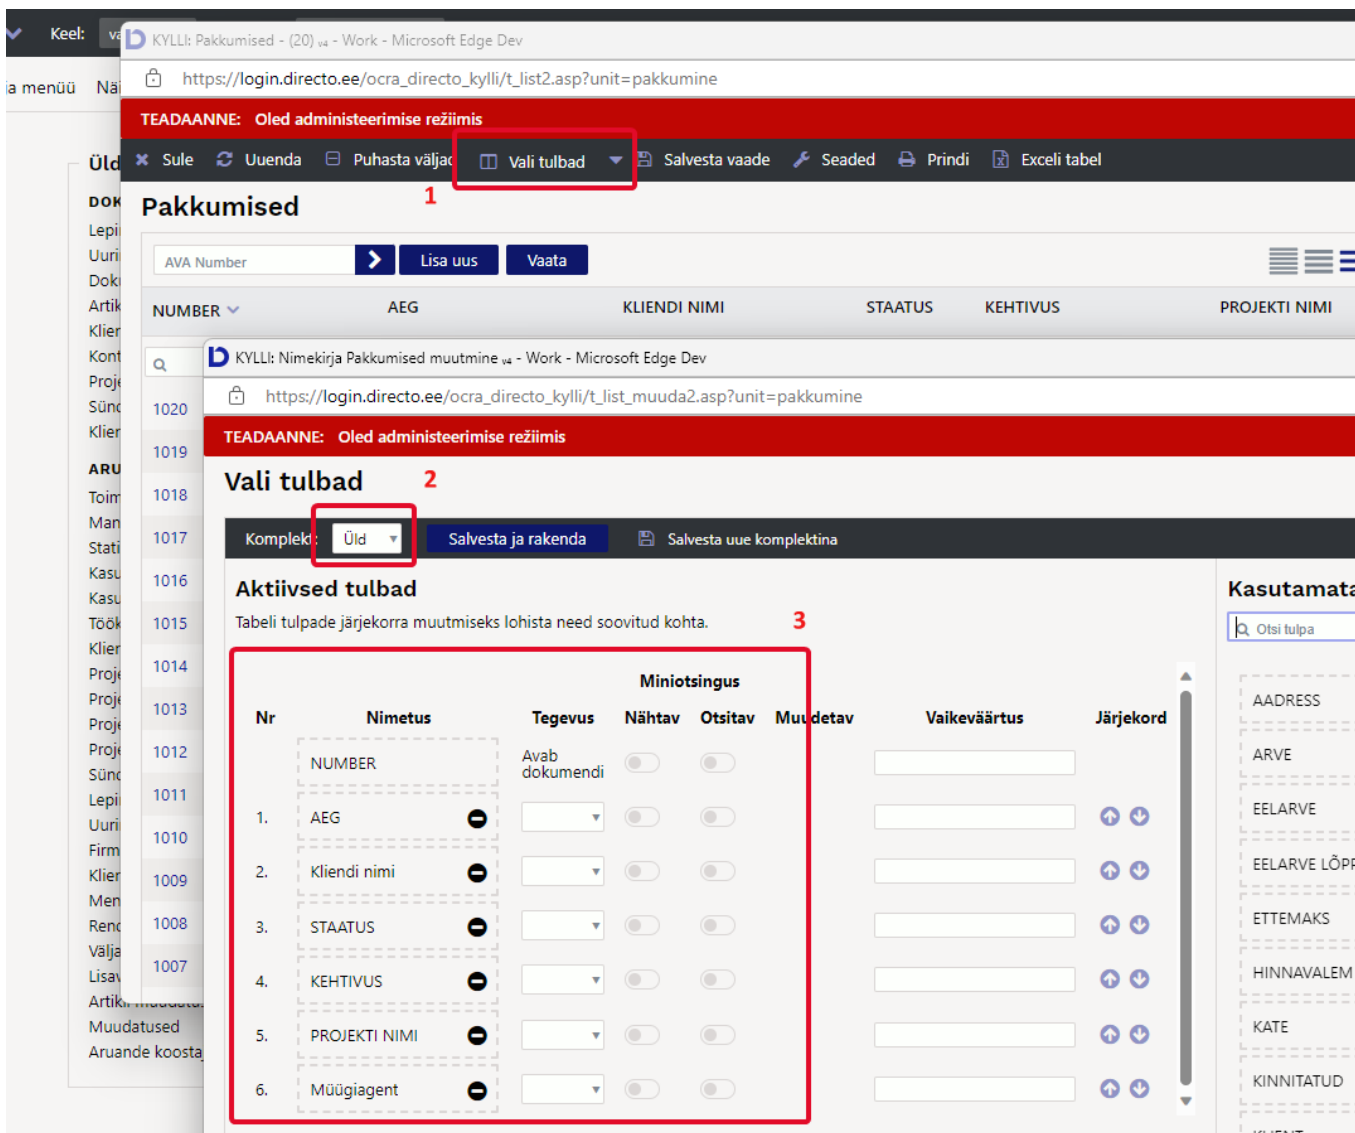 Keel:
KYLLI: Pakkumised - (20) v4 - Work - Microsoft Edge Dev
ja menüü
https://login.directo.ee/ocra_directo_kylli/t_list2.asp?unit=pakkumine
TEADAANNE: Oled administeerimise režiimis
Sule Uuenda Puhasta väljad Vali tulbad Salvesta vaade Seaded Prindi Exceli tabel
1
Pakkumised
AVA Number Lisa uus Vaata
NUMBER AEG KLIENDI NIMI STAATUS KEHTIVUS PROJEKTI NIMI
1020
1019
1018
1017
1016
1015
1014
1013
1012
1011
1010
1009
1008
1007
Muudatused
KYLLI: Nimekirja Pakkumised muutmine v4 - Work - Microsoft Edge Dev
https://login.directo.ee/ocra_directo_kylli/t_list_muuda2.asp?unit=pakkumine
TEADAANNE: Oled administeerimise režiimis
Vali tulbad
2
Komplekt: Üld Salvesta ja rakenda Salvesta uue komplektina
Aktiivsed tulbad
Tabeli tulpade järjekorra muutmiseks lohista need soovitud kohta.
3
Miniotsingus
Nr Nimetus Tegevus Nähtav Otsitav Muudetav Vaikeväärtus Järjekord
NUMBER Avab dokumendi
1. AEG
2. Kliendi nimi
3. STAATUS
4. KEHTIVUS
5. PROJEKTI NIMI
6. Müügiagent
Kasutamata
Otsi tulpa
AADRESS
ARVE
EELARVE
EELARVE
ETTEMAKS
HINNAVALEM
KATE
KINNITATUD